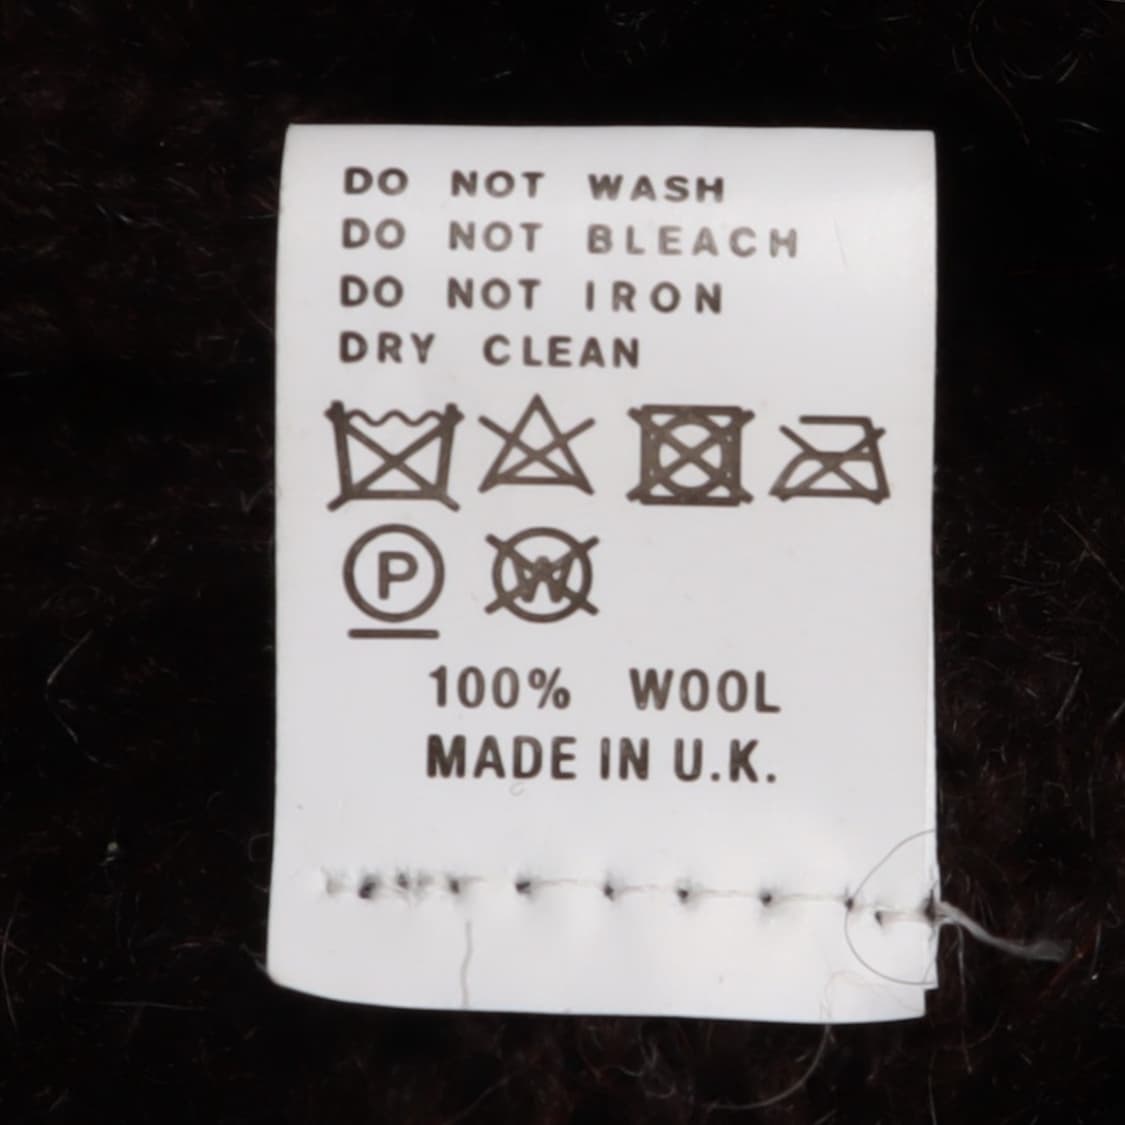 DO NOT WASH
DO NOT BLEACH
DO NOT IRON
DRY CLEAN
P W
100% WOOL
MADE IN U.K.